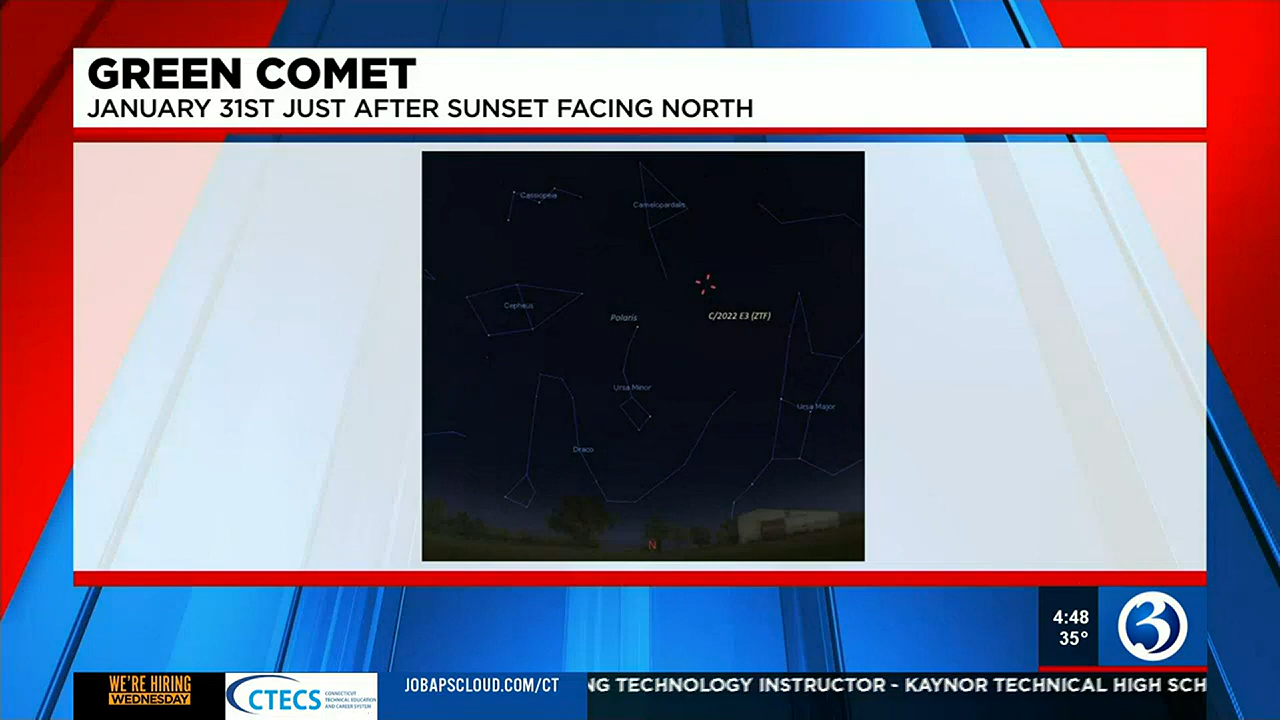 GREEN COMET
JANUARY 31ST JUST AFTER SUNSET FACING NORTH
Cassiopeia
Camelopardalis
Cepheus
Polaris
C/2022 E3 (ZTF)
Ursa Minor
Ursa Major
Draco
N
4:48
35°
3
WE'RE HIRING
WEDNESDAY
CTECS
CONNECTICUT
TECHNICAL EDUCATION
AND CAREER SYSTEM
JOBAPSCLOUD.COM/CT
NG TECHNOLOGY INSTRUCTOR - KAYNOR TECHNICAL HIGH SCH